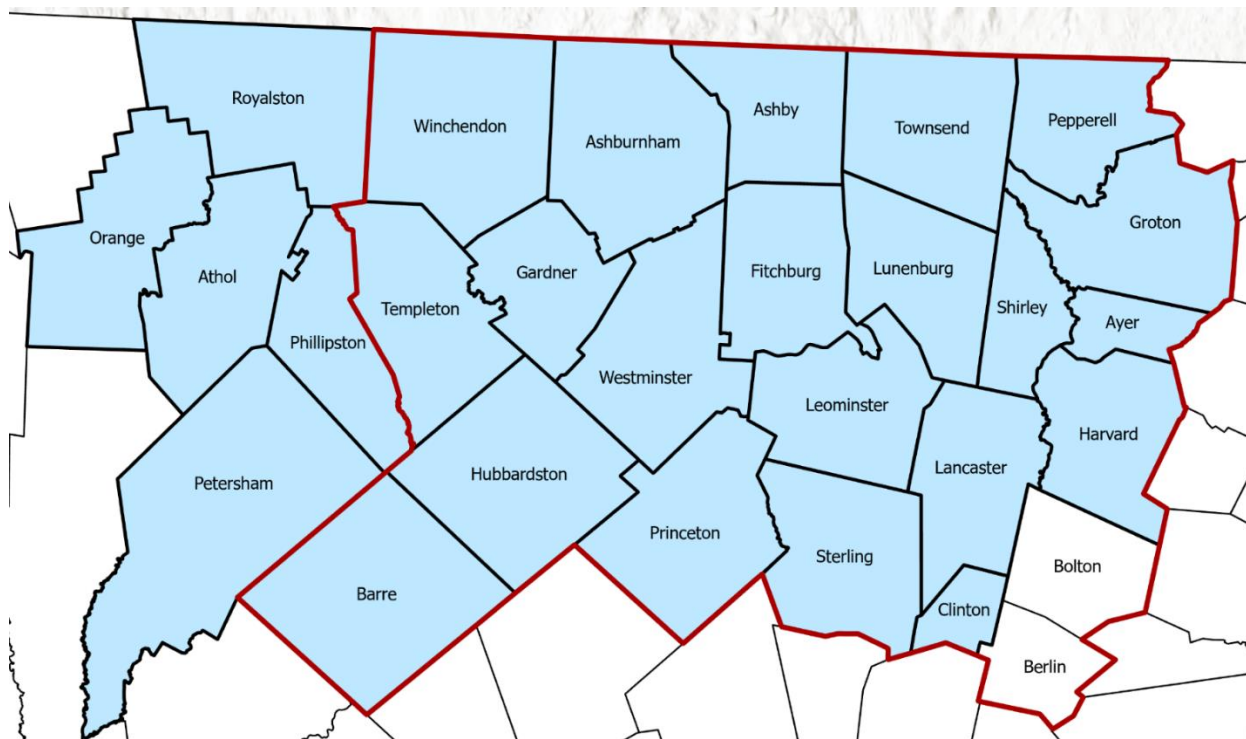 Royalston
Winchendon
Ashburnham
Ashby
Townsend
Pepperell
Orange
Athol
Phillipston
Templeton
Gardner
Westminster
Fitchburg
Lunenburg
Shirley
Groton
Ayer
Harvard
Leominster
Lancaster
Petersham
Hubbardston
Princeton
Sterling
Barre
Clinton
Bolton
Berlin